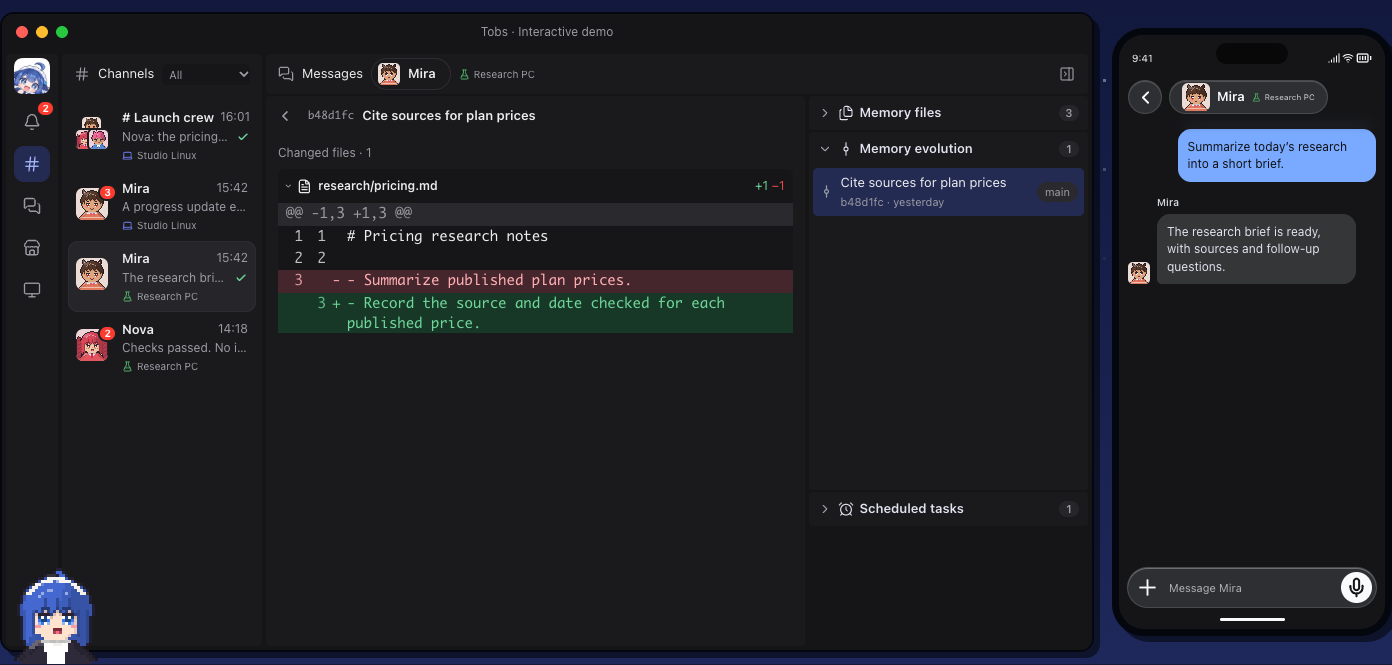 Tobs · Interactive demo
2
# Channels
All
# Launch crew 16:01
Nova: the pricing…
Studio Linux
3
Mira 15:42
A progress update e…
Studio Linux
Mira 15:42
The research bri…
Research PC
2
Nova 14:18
Checks passed. No i…
Research PC
Messages
Mira
Research PC
b48d1fc Cite sources for plan prices
Changed files · 1
research/pricing.md +1 −1
@@ -1,3 +1,3 @@
1 1 # Pricing research notes
2 2
3 - - Summarize published plan prices.
3 + - Record the source and date checked for each
published price.
Memory files 3
Memory evolution 1
Cite sources for plan prices
b48d1fc · yesterday
main
Scheduled tasks 1
9:41
Mira Research PC
Summarize today’s research
into a short brief.
Mira
The research brief is ready,
with sources and follow-up
questions.
Message Mira